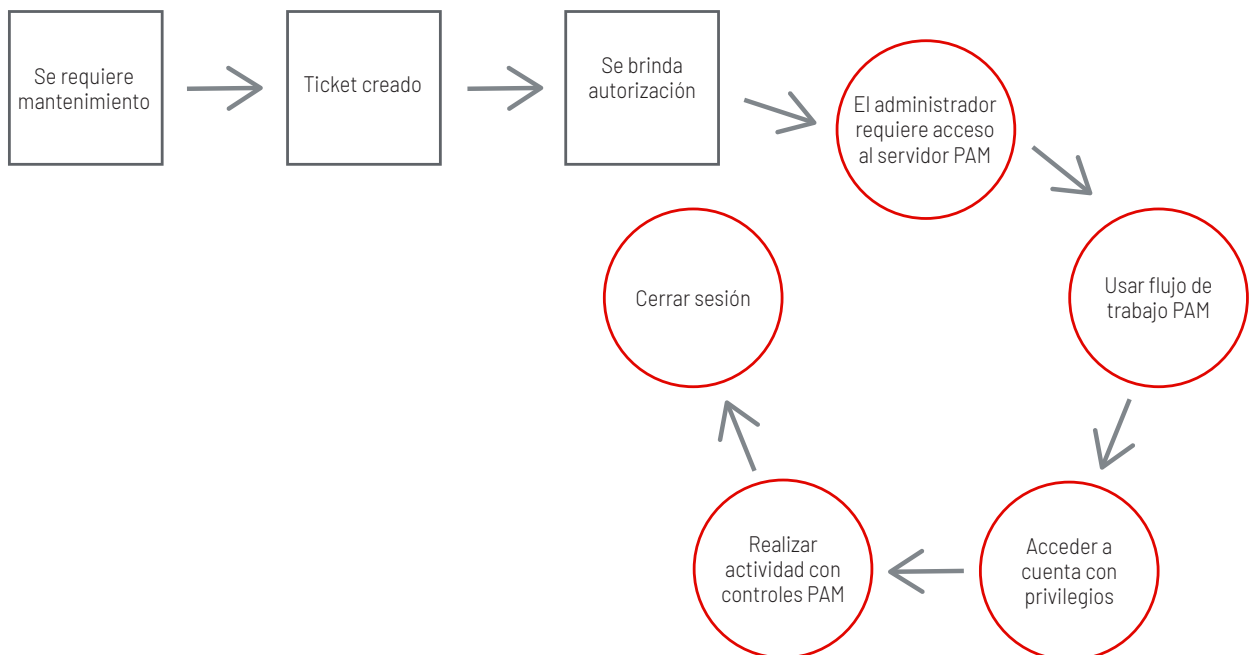 Se requiere
mantenimiento
Ticket creado
Se brinda
autorización
El administrador
requiere acceso
al servidor PAM
Usar flujo de
trabajo PAM
Acceder a
cuenta con
privilegios
Realizar
actividad con
controles PAM
Cerrar sesión